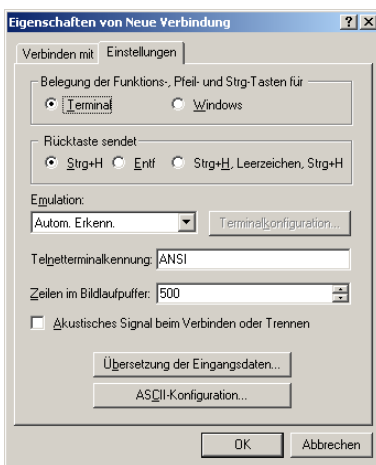 Eigenschaften von Neue Verbindung
Verbinden mit Einstellungen
Belegung der Funktions-, Pfeil- und Strg-Tasten für
Terminal Windows
Rücktaste sendet
Strg+H Entf Strg+H, Leerzeichen, Strg+H
Emulation:
Autom. Erkenn. Terminalkonfiguration...
Telnetterminalkennung: ANSI
Zeilen im Bildlaufpuffer: 500
Akustisches Signal beim Verbinden oder Trennen
Übersetzung der Eingangsdaten...
ASCII-Konfiguration...
OK Abbrechen